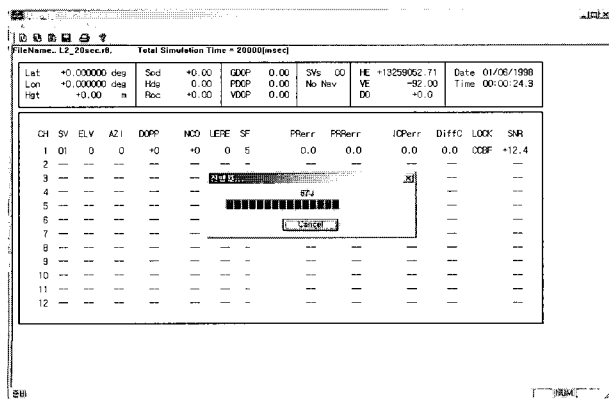 FileName.. L2_20sec.r8, Total Simulation Time = 20000[msec]
Lat +0.000000 deg Spd +0.00 GDOP 0.00 SVs 00 HE +13259052.71 Date 01/06/1998
Lon +0.000000 deg Hdg 0.00 PDOP 0.00 No Nav VE -92.00 Time 00:00:24.9
Hgt +0.00 m Roc +0.00 VDOP 0.00 DO +0.0
CH SV ELV AZI DOPP NCO LERE SF PRerr PRRerr ICPerr DiffC LOCK SNR
1 01 0 0 +0 +0 0 5 0.0 0.0 0.0 0.0 CCBF +12.4
2 -- -- -- -- -- -- -- -- -- -- -- --
3 -- -- -- -- -- --
67%
4 -- -- -- -- -- --
5 -- -- -- -- -- --
6 -- -- -- -- -- --
Cancel
7 -- -- -- -- -- --
8 -- -- -- -- -- -- -- -- -- -- -- --
9 -- -- -- -- -- -- -- -- -- -- -- --
10 -- -- -- -- -- -- -- -- -- -- -- --
11 -- -- -- -- -- -- -- -- -- -- -- --
12 -- -- -- -- -- -- -- -- -- -- -- --
준비 NUM